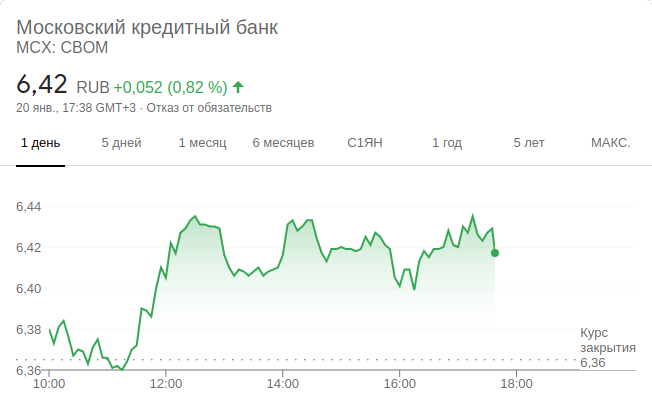 Московский кредитный банк
MCX: CBOM
6,42 RUB +0,052 (0,82 %)
20 янв., 17:38 GMT+3 · Отказ от обязательств
1 день 5 дней 1 месяц 6 месяцев С1ЯН 1 год 5 лет МАКС.
6,44
6,42
6,40
6,38
6,36
Курс
закрытия
6,36
10:00 12:00 14:00 16:00 18:00